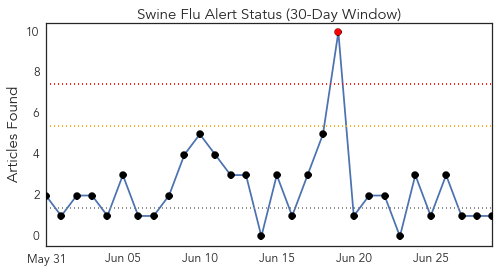 Swine Flu Alert Status (30-Day Window)
Articles Found
10
8
6
4
2
0
May 31
Jun 05
Jun 10
Jun 15
Jun 20
Jun 25